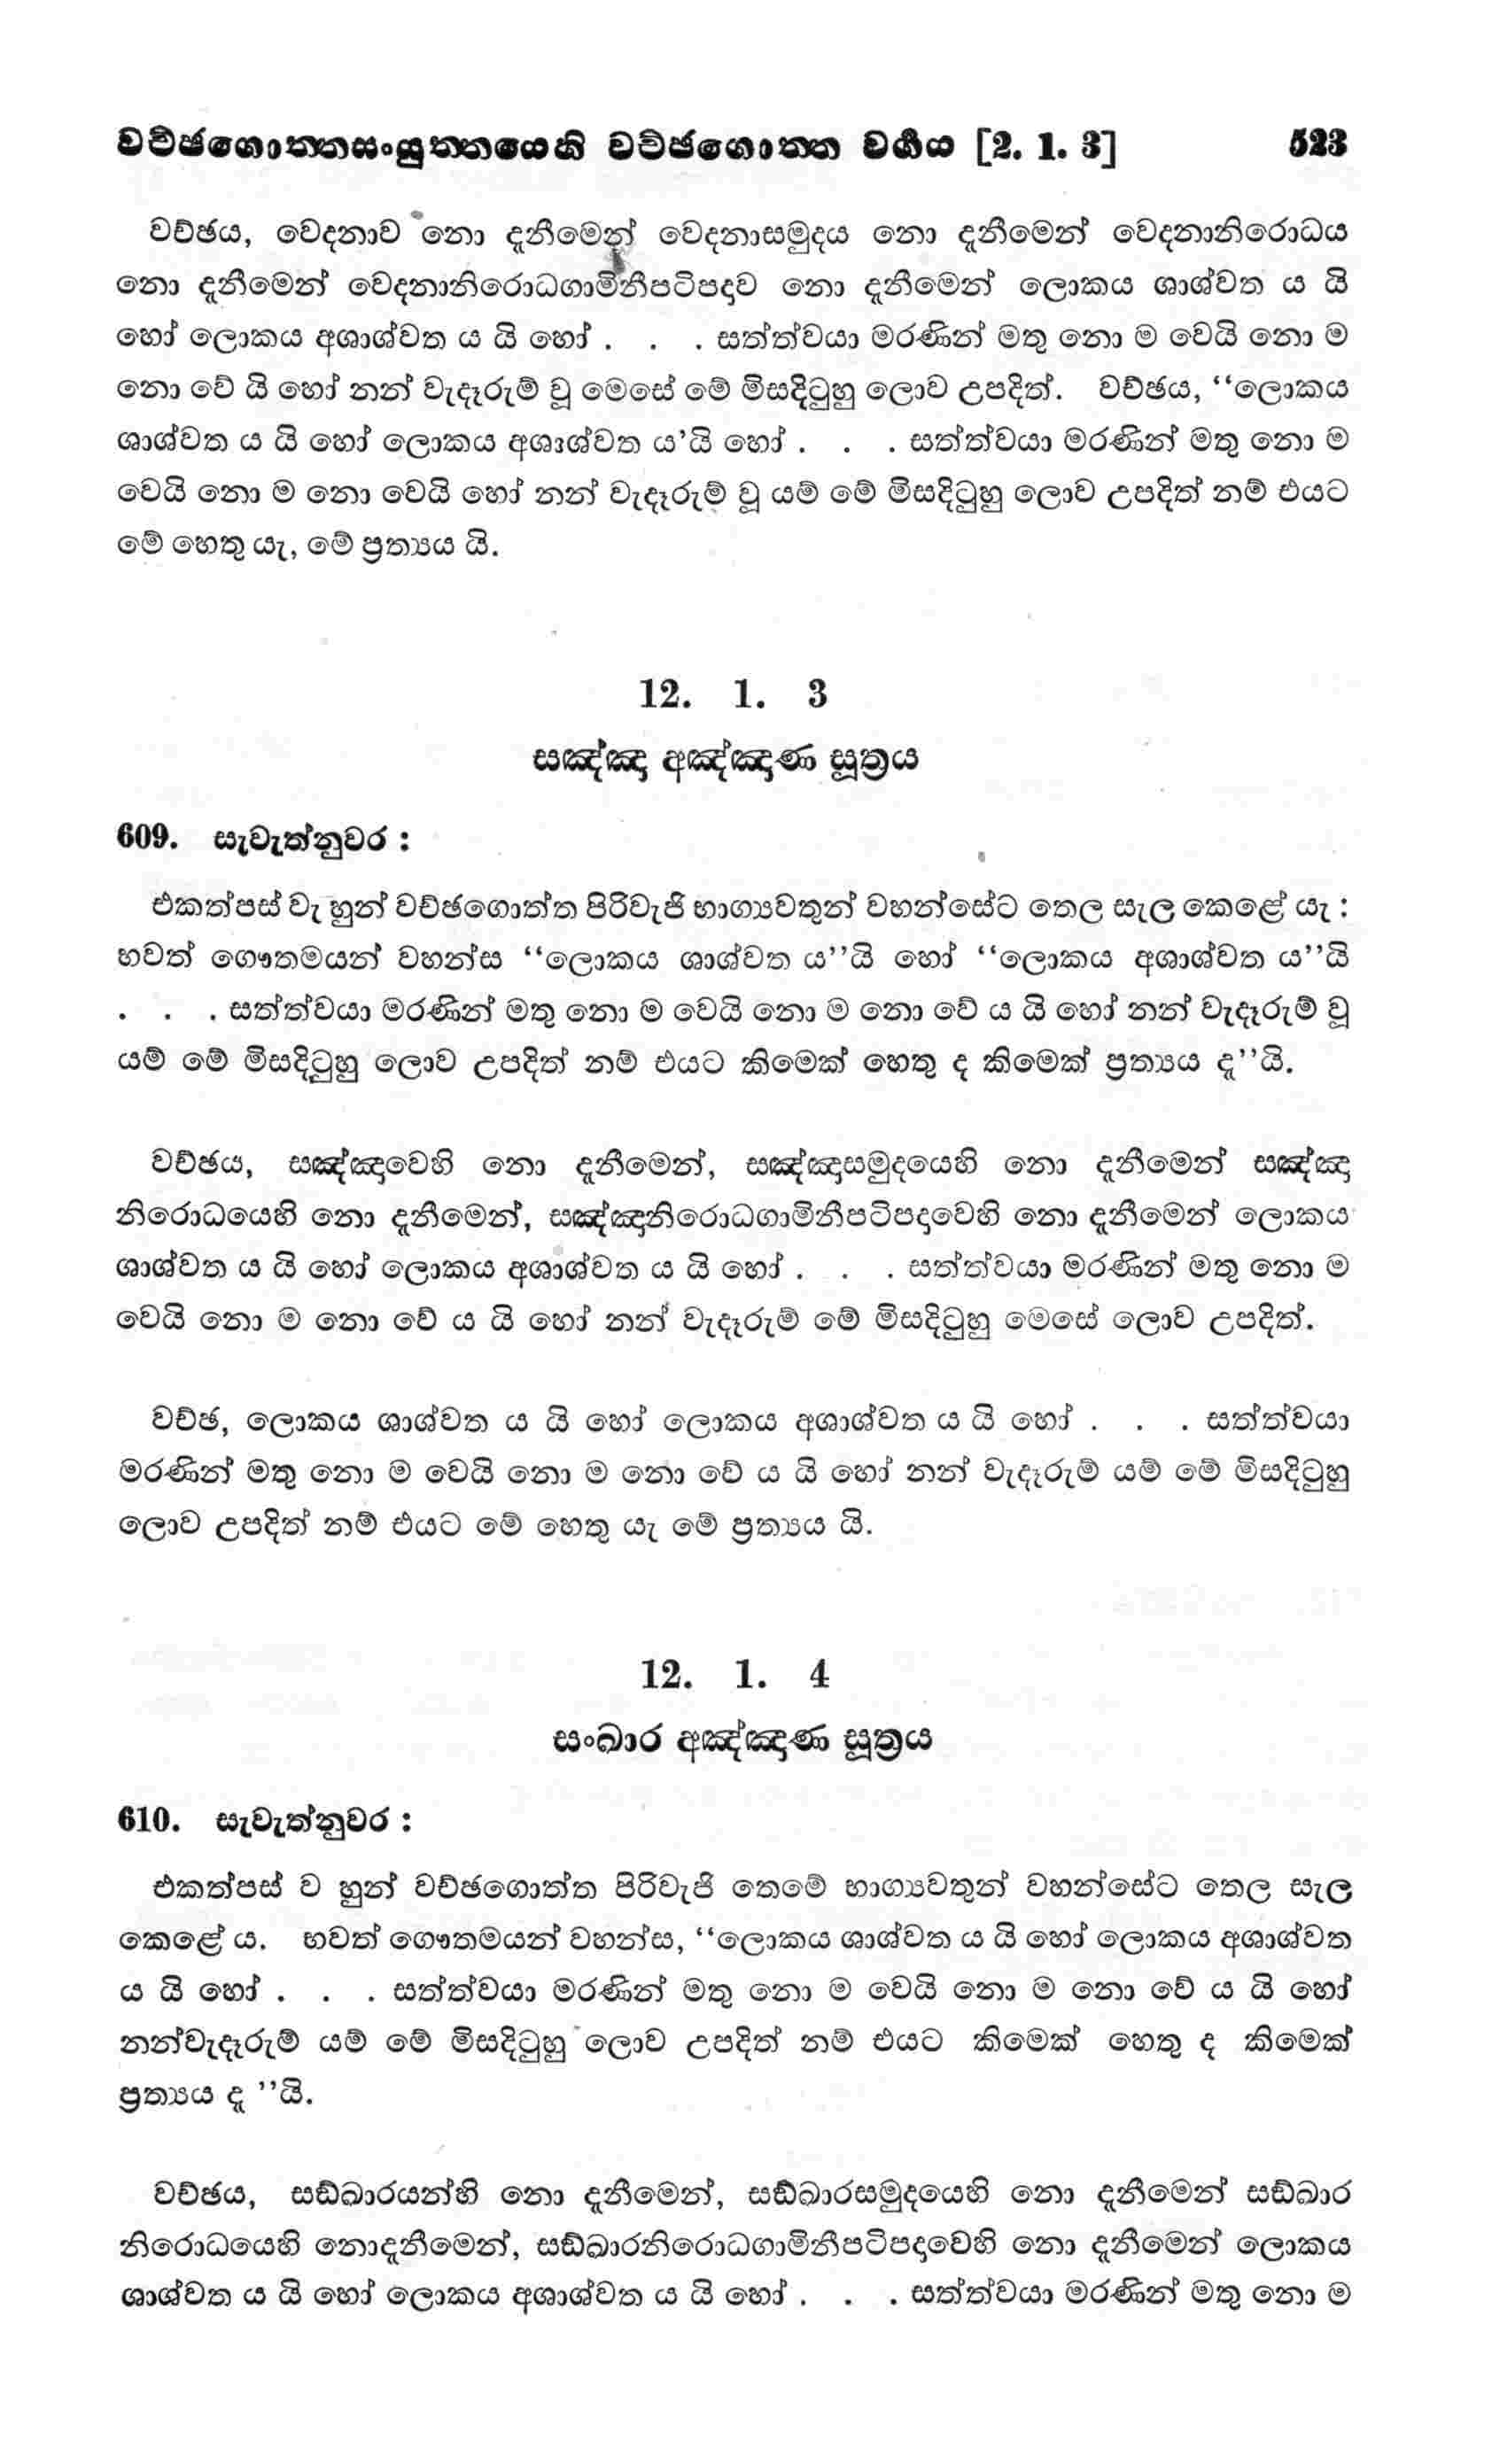 වච්ඡගොත්තසංයුත්තයෙහි වච්ඡගොත්ත වර්ගය [2. 1. 3] 523
වච්ඡය, වෙදනාව නො දැනීමෙන් වෙදනාසමුදය නො දැනීමෙන් වෙදනානිරොධය
නො දැනීමෙන් වෙදනානිරොධගාමිනීපටිපදාව නො දැනීමෙන් ලොකය ශාශ්වත ය යි
හෝ ලොකය අශාශ්වත ය යි හෝ . . . සත්ත්වයා මරණින් මතු නො ම වෙයි නො ම
නො වේ යි හෝ නන් වැදෑරුම් වූ මෙසේ මේ මිසදිටුහු ලොව උපදිත්. වච්ඡය, “ලොකය
ශාශ්වත ය යි හෝ ලොකය අශාශ්වත ය’යි හෝ . . . සත්ත්වයා මරණින් මතු නො ම
වෙයි නො ම නො වෙයි හෝ නන් වැදෑරුම් වූ යම් මේ මිසදිටුහු ලොව උපදිත් නම් එයට
මේ හෙතු යැ, මේ ප්‍රත්‍යය යි.
12. 1. 3
සඤ්ඤා අඤ්ඤාණ සූත්‍රය
609. සැවැත්නුවර :
එකත්පස් වැ හුන් වච්ඡගොත්ත පිරිවැජි භාග්‍යවතුන් වහන්සේට තෙල සැල කෙළේ යැ :
භවත් ගෞතමයන් වහන්ස “ලොකය ශාශ්වත ය”යි හෝ “ලොකය අශාශ්වත ය”යි
. . . සත්ත්වයා මරණින් මතු නො ම වෙයි නො ම නො වේ ය යි හෝ නන් වැදෑරුම් වූ
යම් මේ මිසදිටුහු ලොව උපදිත් නම් එයට කිමෙක් හෙතු ද කිමෙක් ප්‍රත්‍යය ද”යි.
වච්ඡය, සඤ්ඤාවෙහි නො දැනීමෙන්, සඤ්ඤාසමුදයෙහි නො දැනීමෙන් සඤ්ඤා
නිරොධයෙහි නො දැනීමෙන්, සඤ්ඤානිරොධගාමිනීපටිපදාවෙහි නො දැනීමෙන් ලොකය
ශාශ්වත ය යි හෝ ලොකය අශාශ්වත ය යි හෝ . . . සත්ත්වයා මරණින් මතු නො ම
වෙයි නො ම නො වේ ය යි හෝ නන් වැදෑරුම් මේ මිසදිටුහු මෙසේ ලොව උපදිත්.
වච්ඡ, ලොකය ශාශ්වත ය යි හෝ ලොකය අශාශ්වත ය යි හෝ . . . සත්ත්වයා
මරණින් මතු නො ම වෙයි නො ම නො වේ ය යි හෝ නන් වැදෑරුම් යම් මේ මිසදිටුහු
ලොව උපදිත් නම් එයට මේ හෙතු යැ මේ ප්‍රත්‍යය යි.
12. 1. 4
සංඛාර අඤ්ඤාණ සූත්‍රය
610. සැවැත්නුවර :
එකත්පස් ව හුන් වච්ඡගොත්ත පිරිවැජි තෙමේ භාග්‍යවතුන් වහන්සේට තෙල සැල
කෙළේ ය. භවත් ගෞතමයන් වහන්ස, “ලොකය ශාශ්වත ය යි හෝ ලොකය අශාශ්වත
ය යි හෝ . . . සත්ත්වයා මරණින් මතු නො ම වෙයි නො ම නො වේ ය යි හෝ
නන්වැදෑරුම් යම් මේ මිසදිටුහු ලොව උපදිත් නම් එයට කිමෙක් හෙතු ද කිමෙක්
ප්‍රත්‍යය ද ”යි.
වච්ඡය, සඞ්ඛාරයන්හි නො දැනීමෙන්, සඞ්ඛාරසමුදයෙහි නො දැනීමෙන් සඞ්ඛාර
නිරොධයෙහි නොදැනීමෙන්, සඞ්ඛාරනිරොධගාමිනීපටිපදාවෙහි නො දැනීමෙන් ලොකය
ශාශ්වත ය යි හෝ ලොකය අශාශ්වත ය යි හෝ . . . සත්ත්වයා මරණින් මතු නො ම